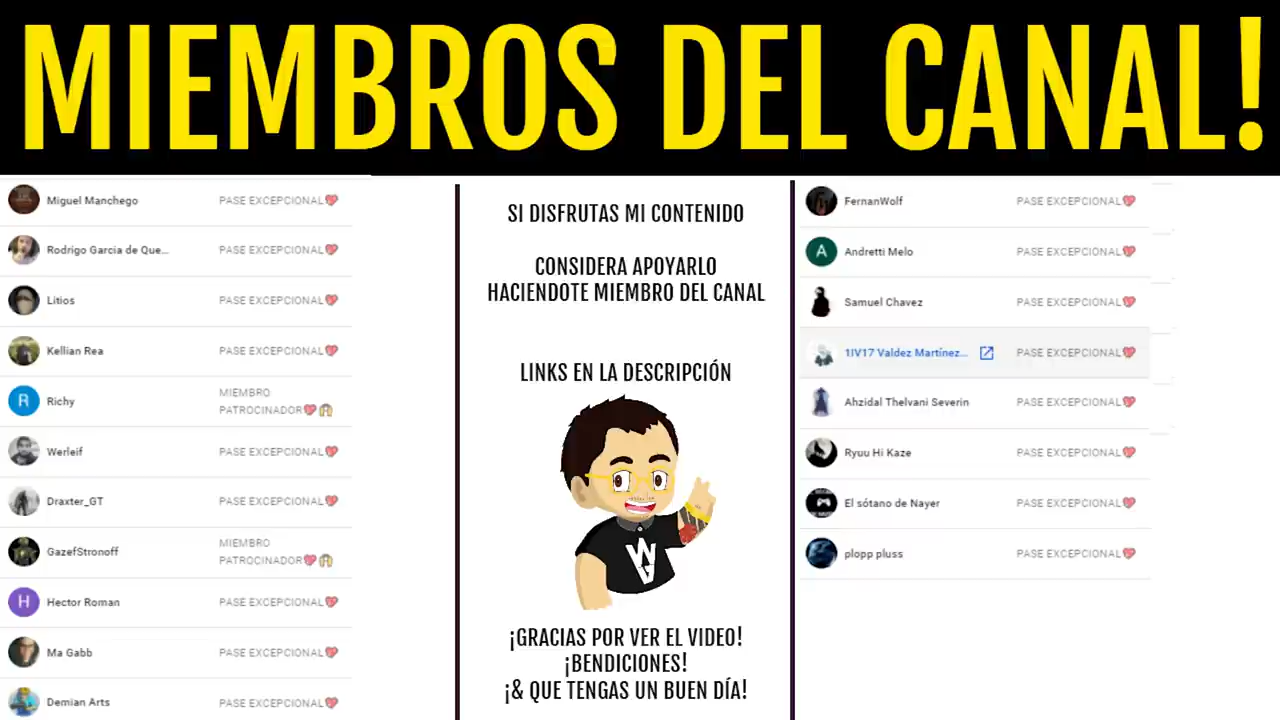 MIEMBROS DEL CANAL!
Miguel Manchego PASE EXCEPCIONAL💖
Rodrigo Garcia de Que... PASE EXCEPCIONAL💖
Litios PASE EXCEPCIONAL💖
Kellian Rea PASE EXCEPCIONAL💖
R Richy MIEMBRO
PATROCINADOR💖😱
Werleif PASE EXCEPCIONAL💖
Draxter_GT PASE EXCEPCIONAL💖
GazefStronoff MIEMBRO
PATROCINADOR💖😱
H Hector Roman PASE EXCEPCIONAL💖
Ma Gabb PASE EXCEPCIONAL💖
Demian Arts PASE EXCEPCIONAL💖
SI DISFRUTAS MI CONTENIDO
CONSIDERA APOYARLO
HACIENDOTE MIEMBRO DEL CANAL
LINKS EN LA DESCRIPCIÓN
¡GRACIAS POR VER EL VIDEO!
¡BENDICIONES!
¡& QUE TENGAS UN BUEN DÍA!
FernanWolf PASE EXCEPCIONAL💖
A Andretti Melo PASE EXCEPCIONAL💖
Samuel Chavez PASE EXCEPCIONAL💖
1IV17 Valdez Martínez... PASE EXCEPCIONAL💖
Ahzidal Thelvani Severin PASE EXCEPCIONAL💖
Ryuu Hi Kaze PASE EXCEPCIONAL💖
El sótano de Nayer PASE EXCEPCIONAL💖
plopp pluss PASE EXCEPCIONAL💖